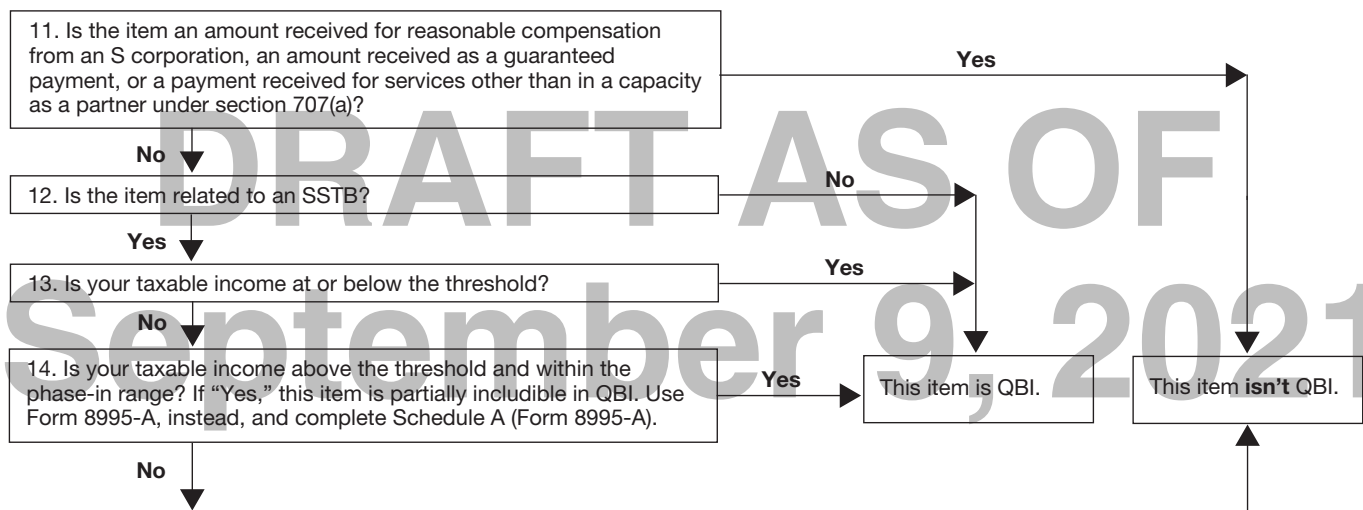 11. Is the item an amount received for reasonable compensation
from an S corporation, an amount received as a guaranteed
payment, or a payment received for services other than in a capacity
as a partner under section 707(a)?
Yes
No
12. Is the item related to an SSTB?
No
Yes
13. Is your taxable income at or below the threshold?
Yes
No
14. Is your taxable income above the threshold and within the
phase-in range? If “Yes,” this item is partially includible in QBI. Use
Form 8995-A, instead, and complete Schedule A (Form 8995-A).
Yes
This item is QBI.
This item isn’t QBI.
No
DRAFT AS OF
September 9, 2021